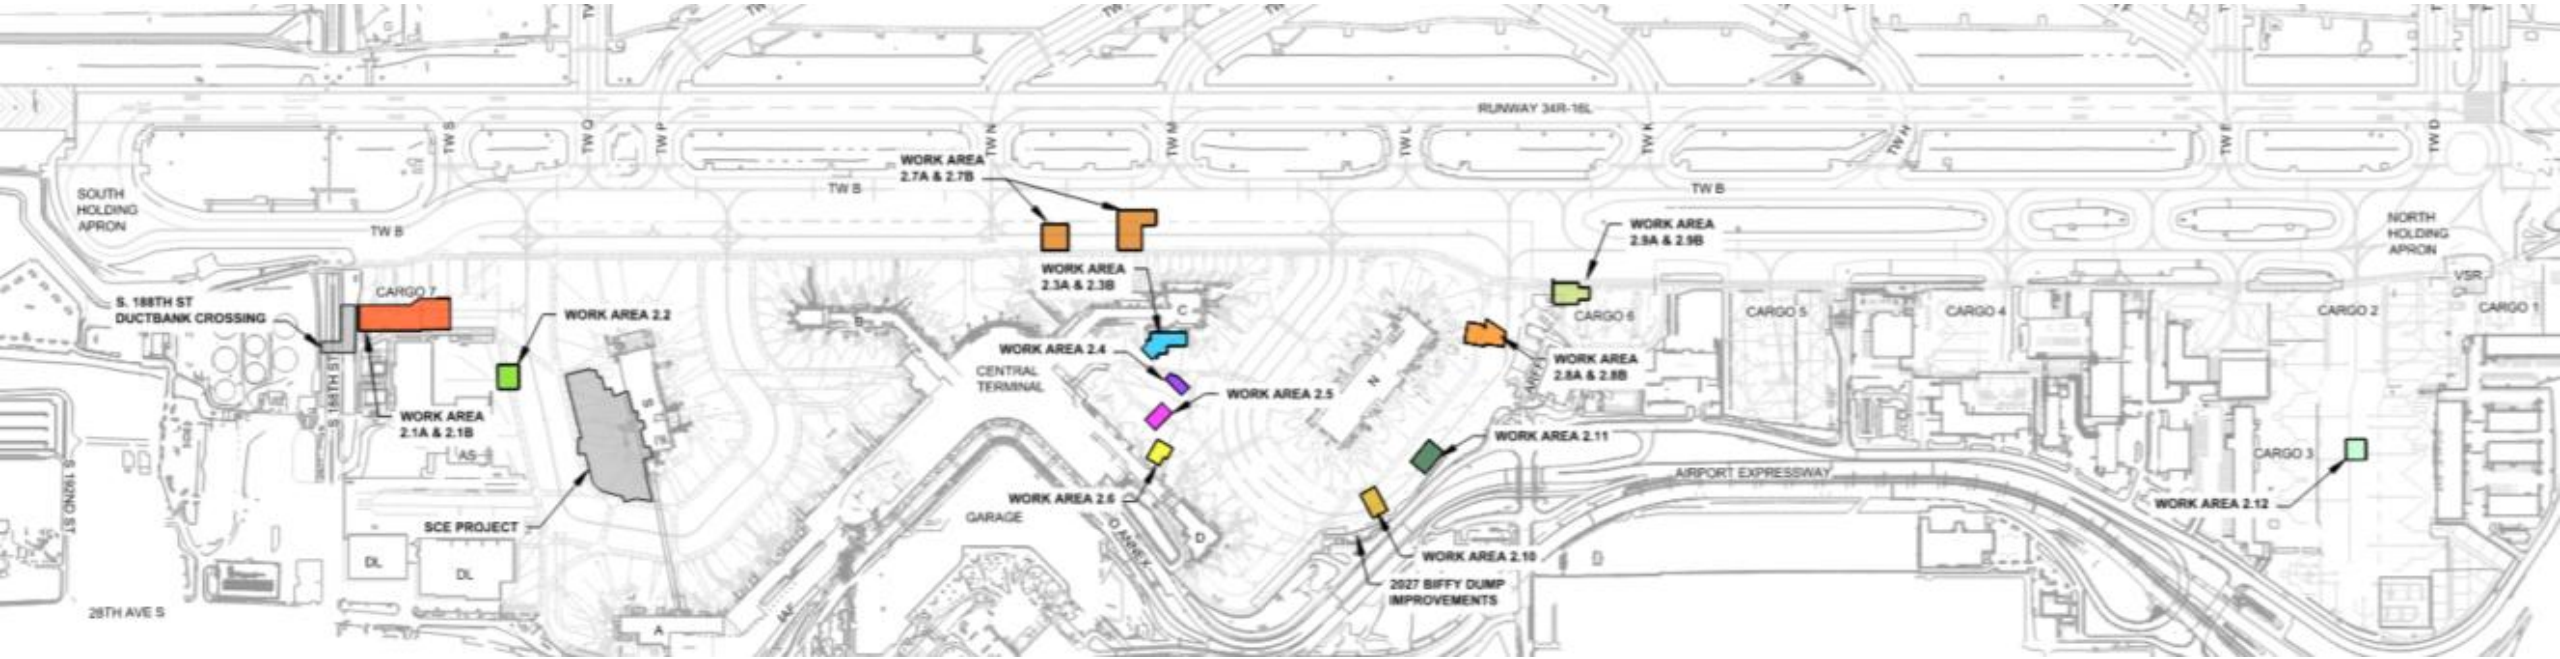 RUNWAY 34R-16L
TW S
TW Q
TW P
TW N
TW M
TW L
TW K
TW H
TW D
WORK AREA
2.7A & 2.7B
TW B
TW B
SOUTH
HOLDING
APRON
TW B
WORK AREA
2.9A & 2.9B
NORTH
HOLDING
APRON
VSR
WORK AREA
2.3A & 2.3B
CARGO 7
S. 188TH ST
DUCTBANK CROSSING
WORK AREA 2.2
B
C
CARGO 6
CARGO 5
CARGO 4
CARGO 2
CARGO 1
WORK AREA 2.4
CENTRAL
TERMINAL
WORK AREA
2.8A & 2.8B
ARFF
N
S
S 188TH ST
WORK AREA 2.5
WORK AREA
2.1A & 2.1B
AS
WORK AREA 2.11
CARGO 3
AIRPORT EXPRESSWAY
S 192ND ST
WORK AREA 2.6
WORK AREA 2.12
GARAGE
SCE PROJECT
D
WORK AREA 2.10
DL
DL
2027 BIFFY DUMP
IMPROVEMENTS
28TH AVE S
A
IAF